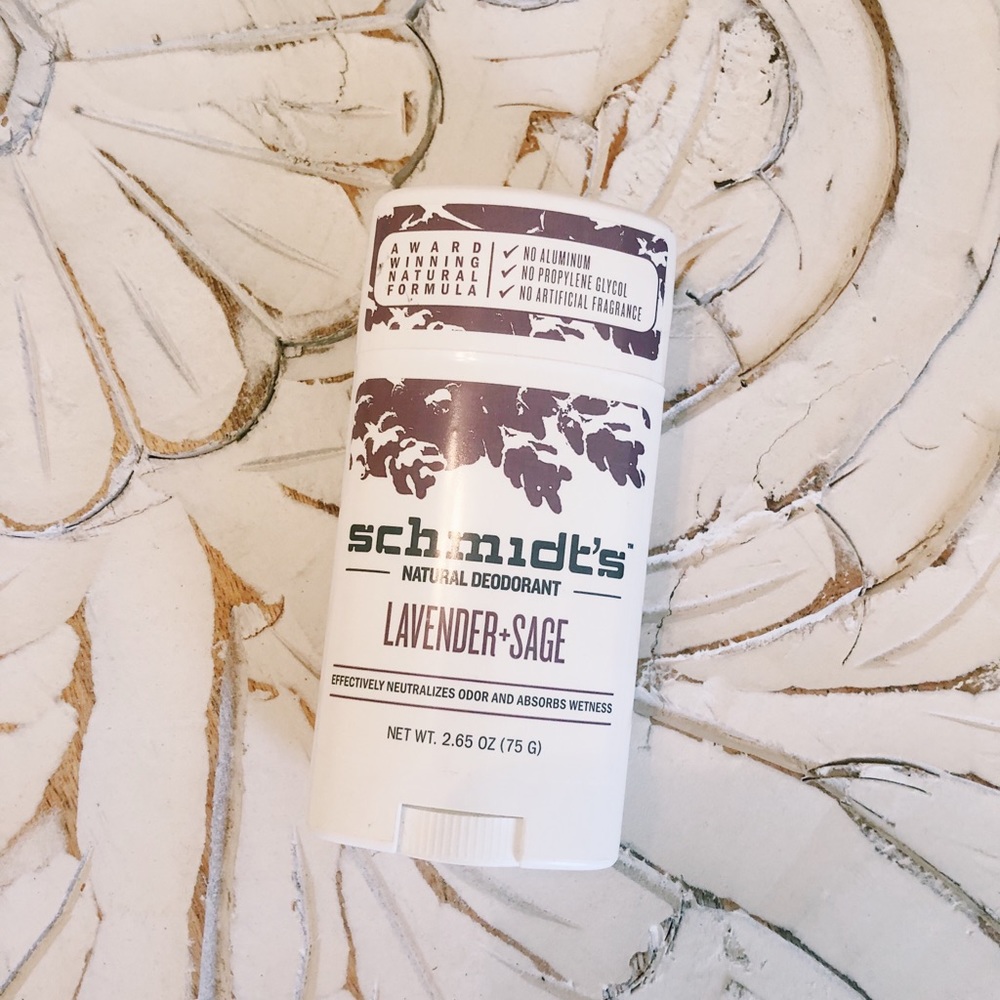 AWARD
WINNING
NATURAL
FORMULA
✓ NO ALUMINUM
✓ NO PROPYLENE GLYCOL
✓ NO ARTIFICIAL FRAGRANCE
schmidt's™
NATURAL DEODORANT
LAVENDER+SAGE
EFFECTIVELY NEUTRALIZES ODOR AND ABSORBS WETNESS
NET WT. 2.65 OZ (75 G)